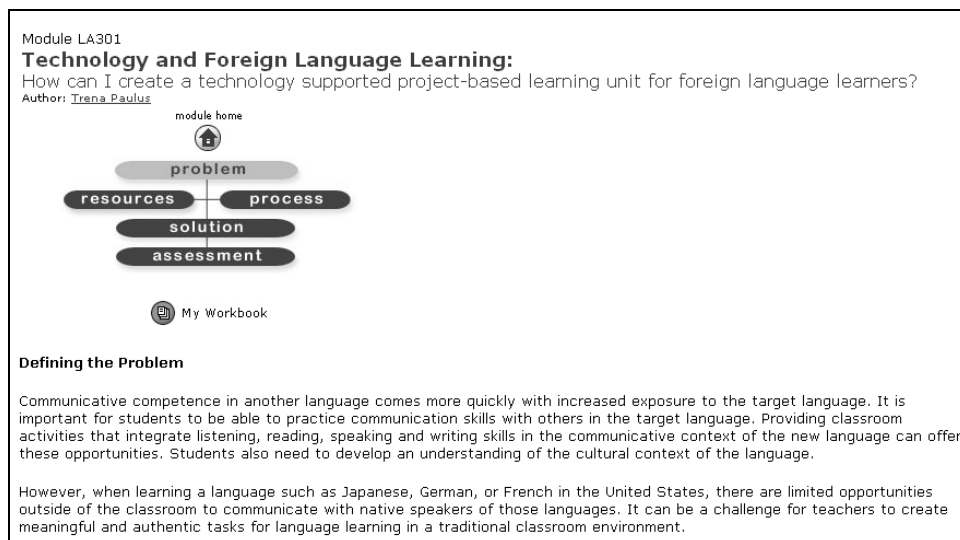 Module LA301
Technology and Foreign Language Learning:
How can I create a technology supported project-based learning unit for foreign language learners?
Author: Trena Paulus
module home
problem
resources process
solution
assessment
My Workbook
Defining the Problem
Communicative competence in another language comes more quickly with increased exposure to the target language. It is
important for students to be able to practice communication skills with others in the target language. Providing classroom
activities that integrate listening, reading, speaking and writing skills in the communicative context of the new language can offer
these opportunities. Students also need to develop an understanding of the cultural context of the language.
However, when learning a language such as Japanese, German, or French in the United States, there are limited opportunities
outside of the classroom to communicate with native speakers of those languages. It can be a challenge for teachers to create
meaningful and authentic tasks for language learning in a traditional classroom environment.